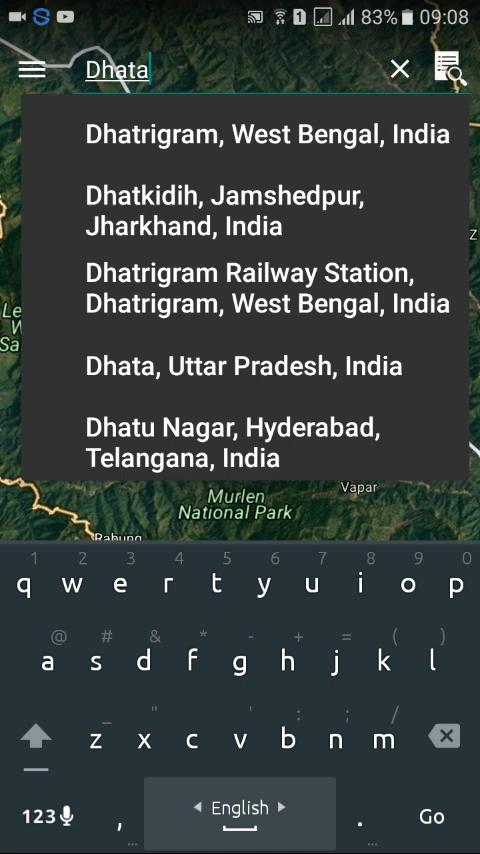 83% 09:08
Dhata
Dhatrigram, West Bengal, India
Dhatkidih, Jamshedpur,
Jharkhand, India
Dhatrigram Railway Station,
Dhatrigram, West Bengal, India
Dhata, Uttar Pradesh, India
Dhatu Nagar, Hyderabad,
Telangana, India
Vapar
Murlen
National Park
1 2 3 4 5 6 7 8 9 0
q w e r t y u i o p
@ # & * - + = ( )
a s d f g h j k l
_ " ' : ; /
z x c v b n m
123 , English . Go